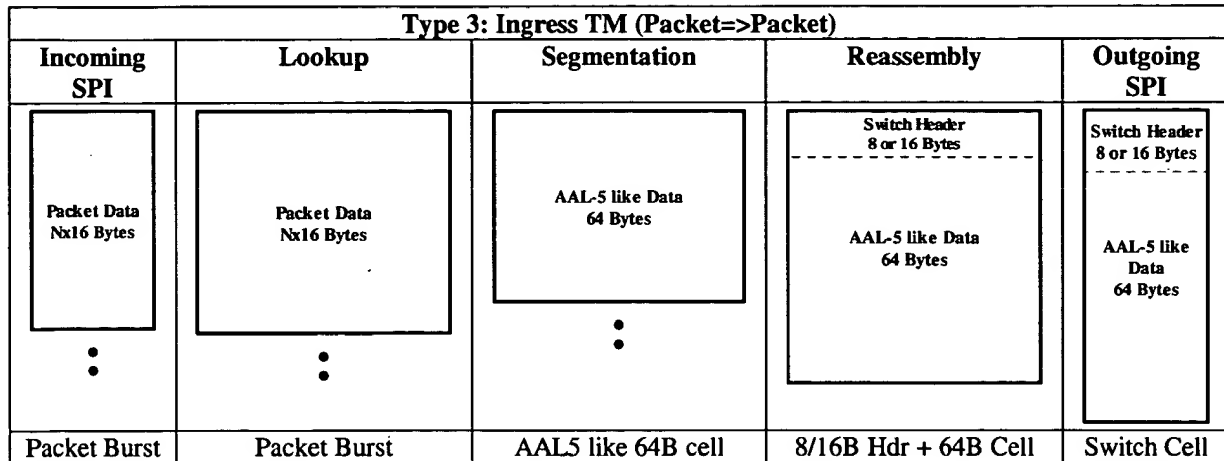 Type 3: Ingress TM (Packet=>Packet)
Incoming
SPI
Lookup
Segmentation
Reassembly
Outgoing
SPI
Packet Data
Nx16 Bytes
Packet Data
Nx16 Bytes
AAL-5 like Data
64 Bytes
Switch Header
8 or 16 Bytes
AAL-5 like Data
64 Bytes
Switch Header
8 or 16 Bytes
AAL-5 like
Data
64 Bytes
Packet Burst
Packet Burst
AAL5 like 64B cell
8/16B Hdr + 64B Cell
Switch Cell